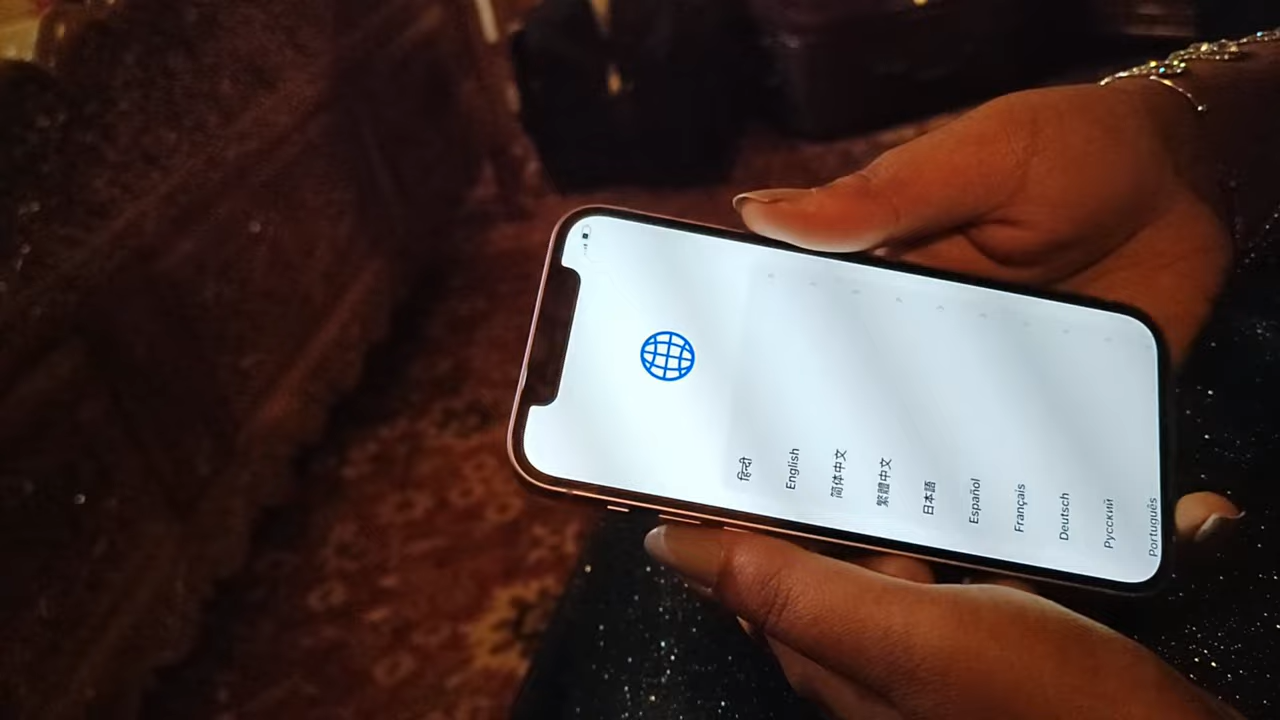 हिन्दी
English
简体中文
繁體中文
日本語
Español
Français
Deutsch
Русский
Português